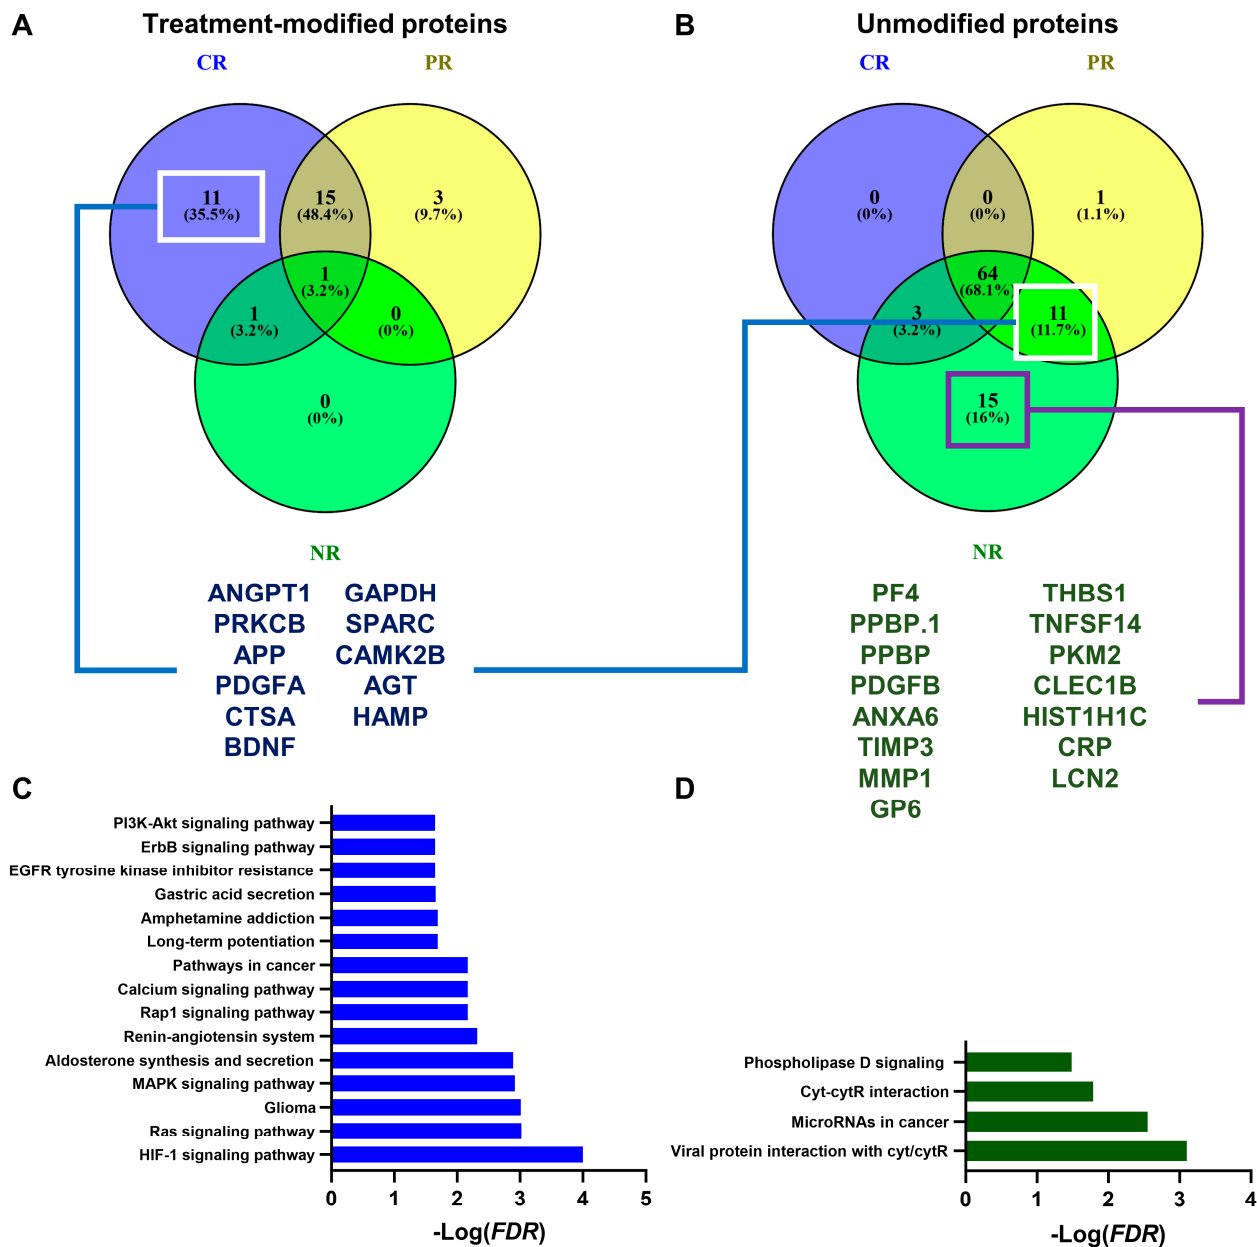 A
Treatment-modified proteins
CR
PR
11
(35.5%)
15
(48.4%)
3
(9.7%)
1
(3.2%)
1
(3.2%)
0
(0%)
0
(0%)
NR
B
Unmodified proteins
CR
PR
0
(0%)
0
(0%)
1
(1.1%)
64
(68.1%)
3
(3.2%)
11
(11.7%)
15
(16%)
NR
ANGPT1
PRKCB
APP
PDGFA
CTSA
BDNF
GAPDH
SPARC
CAMK2B
AGT
HAMP
PF4
PPBP.1
PPBP
PDGFB
ANXA6
TIMP3
MMP1
GP6
THBS1
TNFSF14
PKM2
CLEC1B
HIST1H1C
CRP
LCN2
C
PI3K-Akt signaling pathway
ErbB signaling pathway
EGFR tyrosine kinase inhibitor resistance
Gastric acid secretion
Amphetamine addiction
Long-term potentiation
Pathways in cancer
Calcium signaling pathway
Rap1 signaling pathway
Renin-angiotensin system
Aldosterone synthesis and secretion
MAPK signaling pathway
Glioma
Ras signaling pathway
HIF-1 signaling pathway
0 1 2 3 4 5
-Log(FDR)
D
Phospholipase D signaling
Cyt-cytR interaction
MicroRNAs in cancer
Viral protein interaction with cyt/cytR
0 1 2 3 4
-Log(FDR)